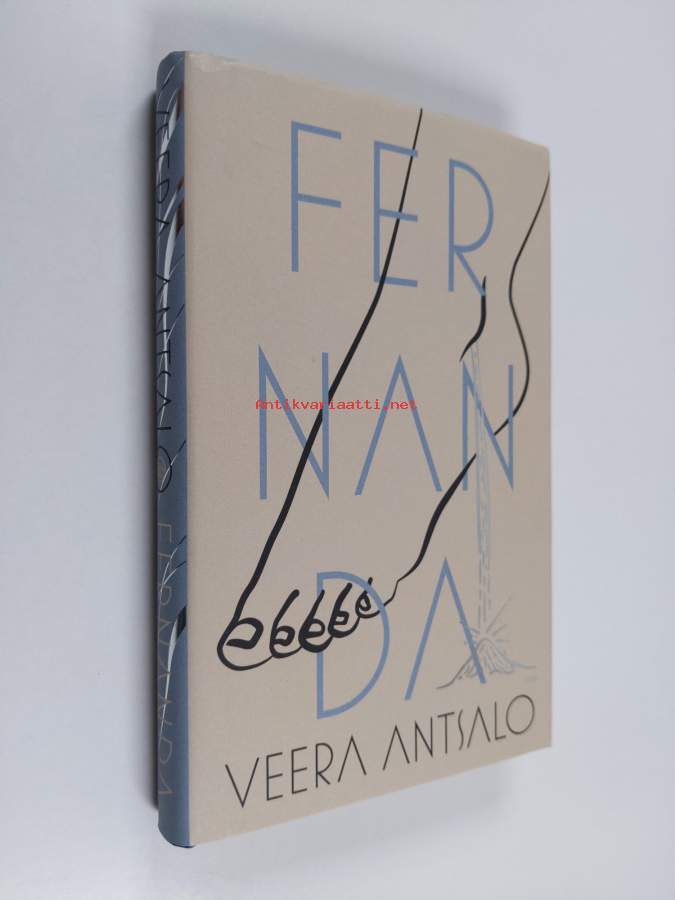 FER
NAN
DA
VEERA ANTSALO
VEERA ANTSALO FERNANDA
Antikvariaatti.net